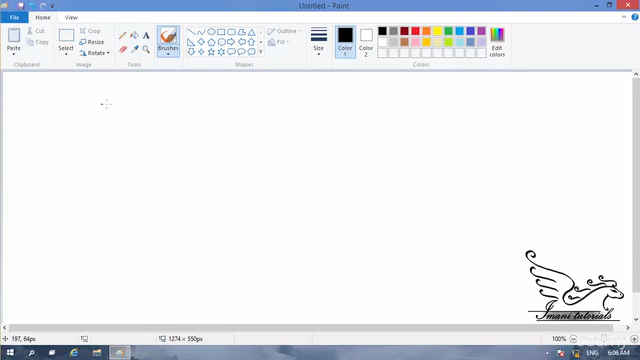 Untitled - Paint
File Home View
Paste
Cut
Copy
Clipboard
Select
Crop
Resize
Rotate
Image
A
Tools
Brushes
Shapes
Outline
Fill
Size
Color 1
Color 2
Edit colors
Colors
Imani tutorials
197, 64px
1274 × 550px
100%
ENG 6:06 AM